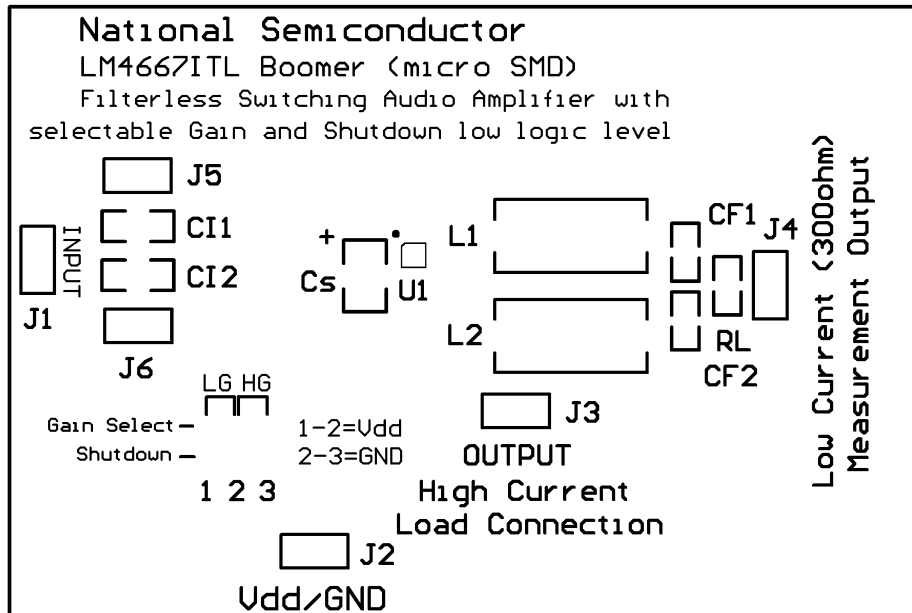 National Semiconductor
LM4667ITL Boomer (micro SMD)
Filterless Switching Audio Amplifier with
selectable Gain and Shutdown low logic level
J5
CI1
INPUT
CI2
J1
J6
+
Cs
U1
L1
L2
CF1
J4
RL
CF2
Low Current (300ohm)
Measurement Output
LG HG
Gain Select –
Shutdown –
1-2=Vdd
2-3=GND
1 2 3
J3
OUTPUT
High Current
Load Connection
J2
Vdd/GND